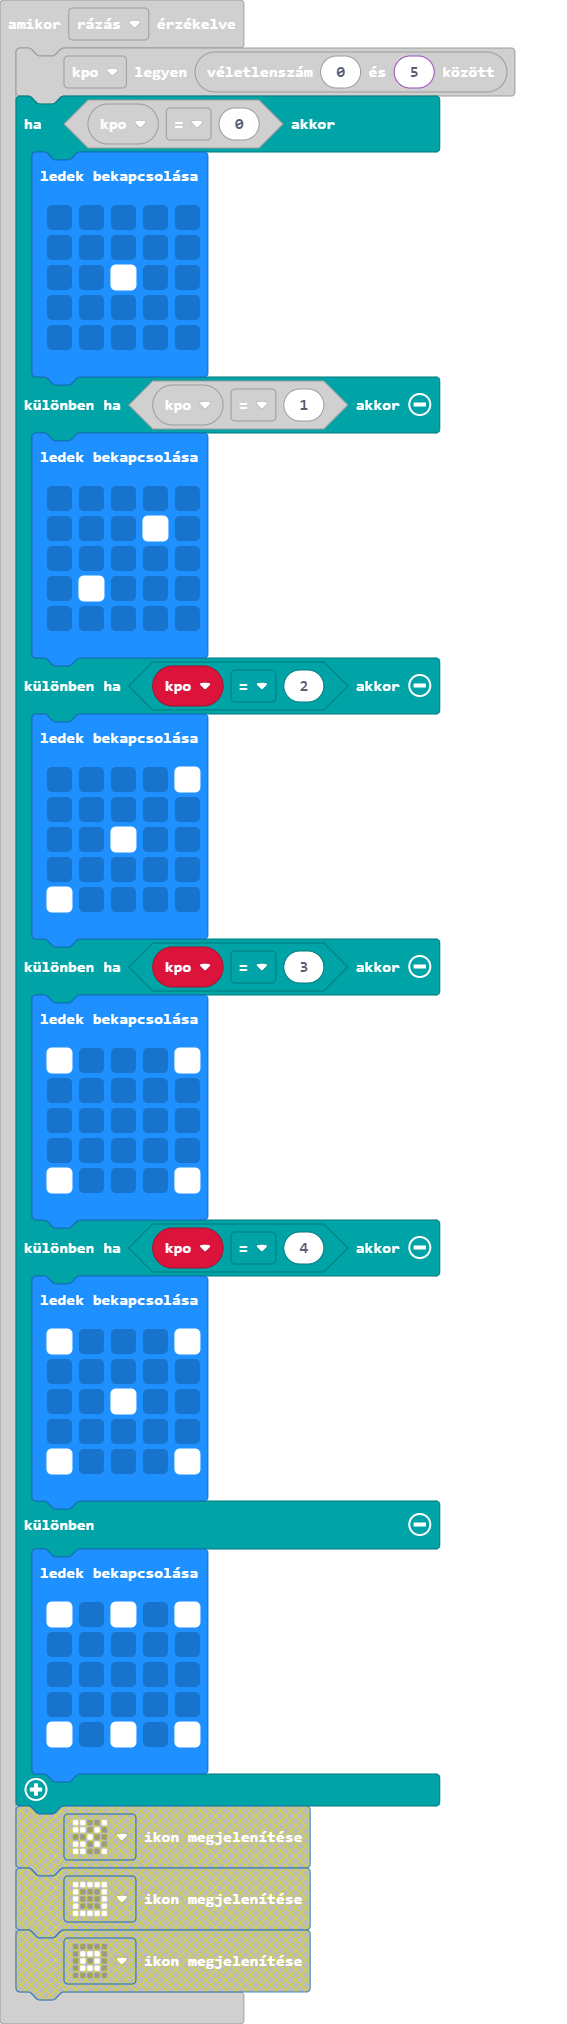 amikor rázás érzékelve
kpo legyen véletlenszám 0 és 5 között
ha kpo = 0 akkor
ledek bekapcsolása
különben ha kpo = 1 akkor
ledek bekapcsolása
különben ha kpo = 2 akkor
ledek bekapcsolása
különben ha kpo = 3 akkor
ledek bekapcsolása
különben ha kpo = 4 akkor
ledek bekapcsolása
különben
ledek bekapcsolása
ikon megjelenítése
ikon megjelenítése
ikon megjelenítése